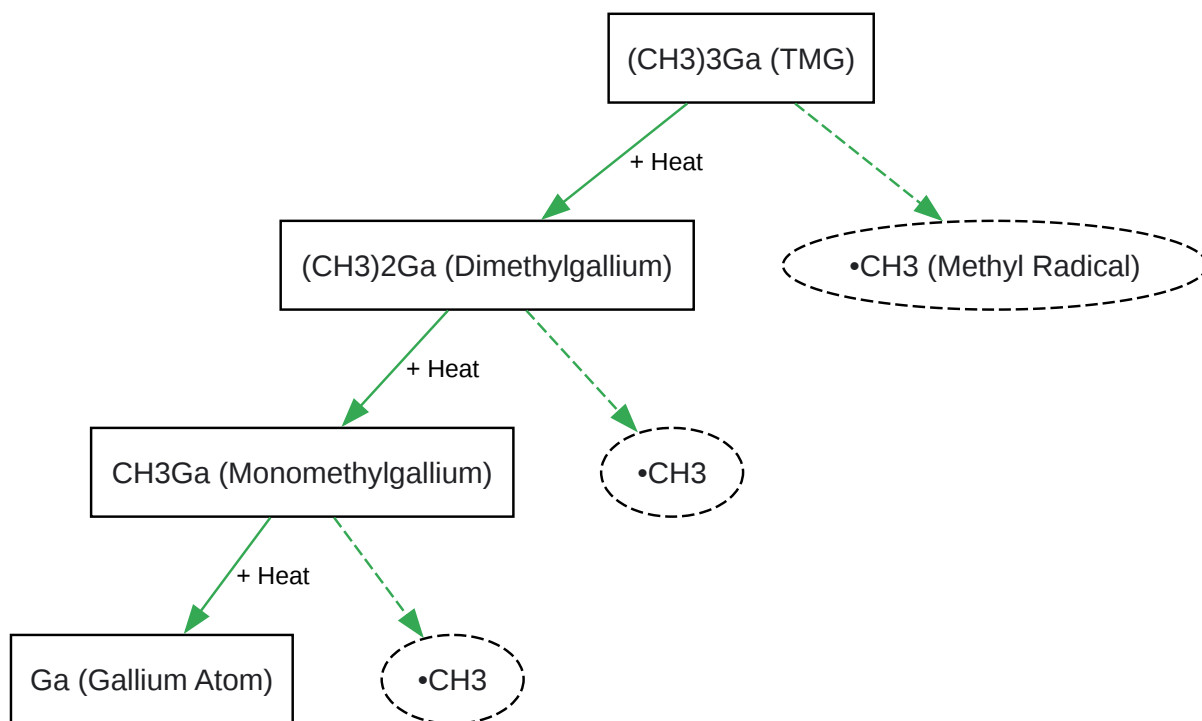 (CH3)3Ga (TMG)
+ Heat
(CH3)2Ga (Dimethylgallium)
•CH3 (Methyl Radical)
+ Heat
CH3Ga (Monomethylgallium)
•CH3
+ Heat
Ga (Gallium Atom)
•CH3